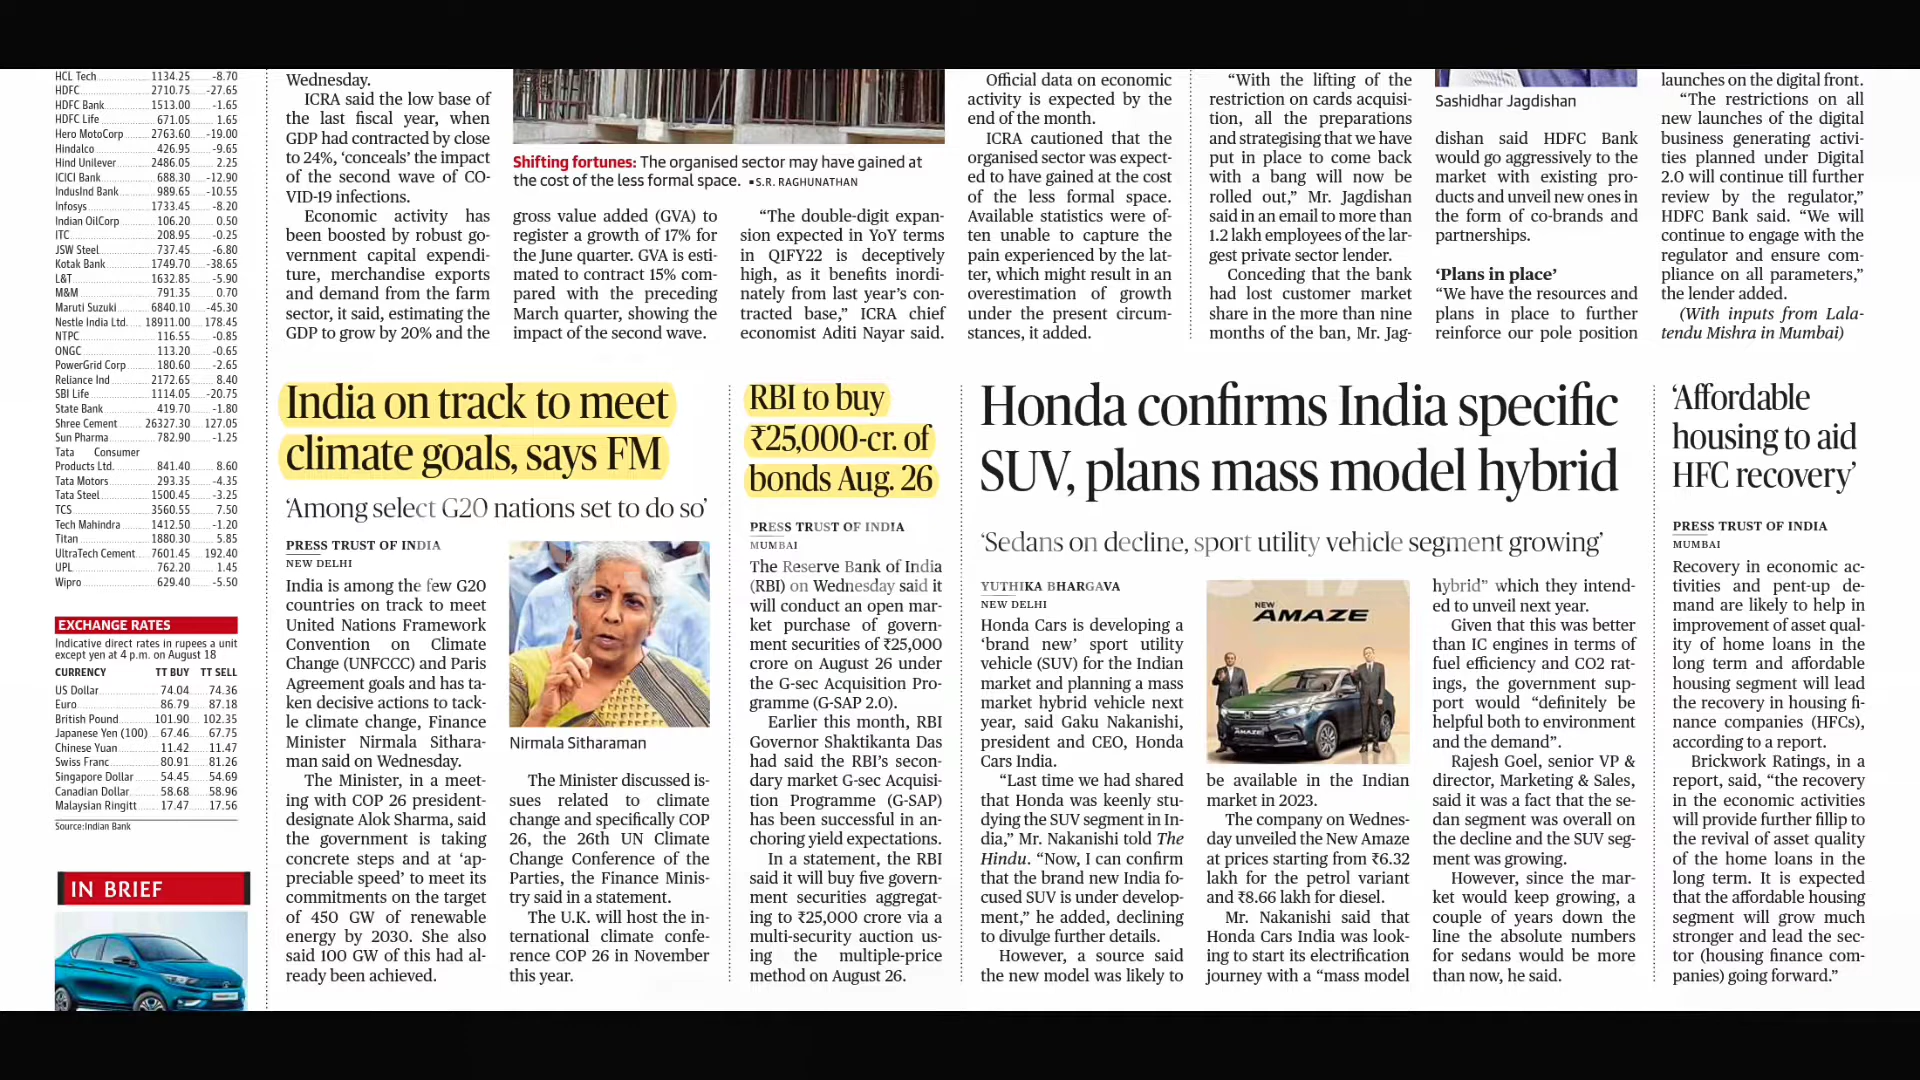 HCL Tech 1134.25 -8.70
HDFC 2710.75 -27.65
HDFC Bank 1513.00 -1.65
HDFC Life 671.05 1.65
Hero MotoCorp 2763.60 -19.00
Hindalco 426.95 -9.65
Hind Unilever 2486.05 2.25
ICICI Bank 688.30 -12.90
IndusInd Bank 989.65 -10.55
Infosys 1733.45 -8.20
Indian OilCorp 106.20 0.50
ITC 208.95 -0.25
JSW Steel 737.45 -6.80
Kotak Bank 1749.70 -38.65
L&T 1632.85 -5.90
M&M 791.35 0.70
Maruti Suzuki 6840.10 -45.30
Nestle India Ltd. 18911.00 178.45
NTPC 116.55 -0.85
ONGC 113.20 -0.65
PowerGrid Corp 180.60 -2.65
Reliance Ind 2172.65 8.40
SBI Life 1114.05 -20.75
State Bank 419.70 -1.80
Shree Cement 26327.30 127.05
Sun Pharma 782.90 -1.25
Tata Consumer
Products Ltd. 841.40 8.60
Tata Motors 293.35 -4.35
Tata Steel 1500.45 -3.25
TCS 3560.55 7.50
Tech Mahindra 1412.50 -1.20
Titan 1880.30 5.85
UltraTech Cement 7601.45 192.40
UPL 762.20 1.45
Wipro 629.40 -5.50
EXCHANGE RATES
Indicative direct rates in rupees a unit
except yen at 4 p.m. on August 18
CURRENCY TT BUY TT SELL
US Dollar 74.04 74.36
Euro 86.79 87.18
British Pound 101.90 102.35
Japanese Yen (100) 67.46 67.75
Chinese Yuan 11.42 11.47
Swiss Franc 80.91 81.26
Singapore Dollar 54.45 54.69
Canadian Dollar 58.68 58.96
Malaysian Ringitt 17.47 17.56
Source:Indian Bank
IN BRIEF
Wednesday.
ICRA said the low base of
the last fiscal year, when
GDP had contracted by close
to 24%, ‘conceals’ the impact
of the second wave of CO-
VID-19 infections.
Economic activity has
been boosted by robust go-
vernment capital expendi-
ture, merchandise exports
and demand from the farm
sector, it said, estimating the
GDP to grow by 20% and the
Shifting fortunes: The organised sector may have gained at
the cost of the less formal space. ▪S.R. RAGHUNATHAN
gross value added (GVA) to
register a growth of 17% for
the June quarter. GVA is esti-
mated to contract 15% com-
pared with the preceding
March quarter, showing the
impact of the second wave.
“The double-digit expan-
sion expected in YoY terms
in Q1FY22 is deceptively
high, as it benefits inordi-
nately from last year’s con-
tracted base,” ICRA chief
economist Aditi Nayar said.
Official data on economic
activity is expected by the
end of the month.
ICRA cautioned that the
organised sector was expect-
ed to have gained at the cost
of the less formal space.
Available statistics were of-
ten unable to capture the
pain experienced by the lat-
ter, which might result in an
overestimation of growth
under the present circum-
stances, it added.
“With the lifting of the
restriction on cards acquisi-
tion, all the preparations
and strategising that we have
put in place to come back
with a bang will now be
rolled out,” Mr. Jagdishan
said in an email to more than
1.2 lakh employees of the lar-
gest private sector lender.
Conceding that the bank
had lost customer market
share in the more than nine
months of the ban, Mr. Jag-
Sashidhar Jagdishan
dishan said HDFC Bank
would go aggressively to the
market with existing pro-
ducts and unveil new ones in
the form of co-brands and
partnerships.
‘Plans in place’
“We have the resources and
plans in place to further
reinforce our pole position
launches on the digital front.
“The restrictions on all
new launches of the digital
business generating activi-
ties planned under Digital
2.0 will continue till further
review by the regulator,”
HDFC Bank said. “We will
continue to engage with the
regulator and ensure com-
pliance on all parameters,”
the lender added.
(With inputs from Lala-
tendu Mishra in Mumbai)
India on track to meet
climate goals, says FM
‘Among select G20 nations set to do so’
PRESS TRUST OF INDIA
NEW DELHI
India is among the few G20
countries on track to meet
United Nations Framework
Convention on Climate
Change (UNFCCC) and Paris
Agreement goals and has ta-
ken decisive actions to tack-
le climate change, Finance
Minister Nirmala Sithara-
man said on Wednesday.
The Minister, in a meet-
ing with COP 26 president-
designate Alok Sharma, said
the government is taking
concrete steps and at ‘ap-
preciable speed’ to meet its
commitments on the target
of 450 GW of renewable
energy by 2030. She also
said 100 GW of this had al-
ready been achieved.
Nirmala Sitharaman
The Minister discussed is-
sues related to climate
change and specifically COP
26, the 26th UN Climate
Change Conference of the
Parties, the Finance Minis-
try said in a statement.
The U.K. will host the in-
ternational climate confe-
rence COP 26 in November
this year.
RBI to buy
₹25,000-cr. of
bonds Aug. 26
PRESS TRUST OF INDIA
MUMBAI
The Reserve Bank of India
(RBI) on Wednesday said it
will conduct an open mar-
ket purchase of govern-
ment securities of ₹25,000
crore on August 26 under
the G-sec Acquisition Pro-
gramme (G-SAP 2.0).
Earlier this month, RBI
Governor Shaktikanta Das
had said the RBI’s secon-
dary market G-sec Acquisi-
tion Programme (G-SAP)
has been successful in an-
choring yield expectations.
In a statement, the RBI
said it will buy five govern-
ment securities aggregat-
ing to ₹25,000 crore via a
multi-security auction us-
ing the multiple-price
method on August 26.
Honda confirms India specific
SUV, plans mass model hybrid
‘Sedans on decline, sport utility vehicle segment growing’
YUTHIKA BHARGAVA
NEW DELHI
Honda Cars is developing a
‘brand new’ sport utility
vehicle (SUV) for the Indian
market and planning a mass
market hybrid vehicle next
year, said Gaku Nakanishi,
president and CEO, Honda
Cars India.
“Last time we had shared
that Honda was keenly stu-
dying the SUV segment in In-
dia,” Mr. Nakanishi told The
Hindu. “Now, I can confirm
that the brand new India fo-
cused SUV is under develop-
ment,” he added, declining
to divulge further details.
However, a source said
the new model was likely to
NEW
AMAZE
AMAZE
be available in the Indian
market in 2023.
The company on Wednes-
day unveiled the New Amaze
at prices starting from ₹6.32
lakh for the petrol variant
and ₹8.66 lakh for diesel.
Mr. Nakanishi said that
Honda Cars India was look-
ing to start its electrification
journey with a “mass model
hybrid” which they intend-
ed to unveil next year.
Given that this was better
than IC engines in terms of
fuel efficiency and CO2 rat-
ings, the government sup-
port would “definitely be
helpful both to environment
and the demand”.
Rajesh Goel, senior VP &
director, Marketing & Sales,
said it was a fact that the se-
dan segment was overall on
the decline and the SUV seg-
ment was growing.
However, since the mar-
ket would keep growing, a
couple of years down the
line the absolute numbers
for sedans would be more
than now, he said.
‘Affordable
housing to aid
HFC recovery’
PRESS TRUST OF INDIA
MUMBAI
Recovery in economic ac-
tivities and pent-up de-
mand are likely to help in
improvement of asset qual-
ity of home loans in the
long term and affordable
housing segment will lead
the recovery in housing fi-
nance companies (HFCs),
according to a report.
Brickwork Ratings, in a
report, said, “the recovery
in the economic activities
will provide further fillip to
the revival of asset quality
of the home loans in the
long term. It is expected
that the affordable housing
segment will grow much
stronger and lead the sec-
tor (housing finance com-
panies) going forward.”